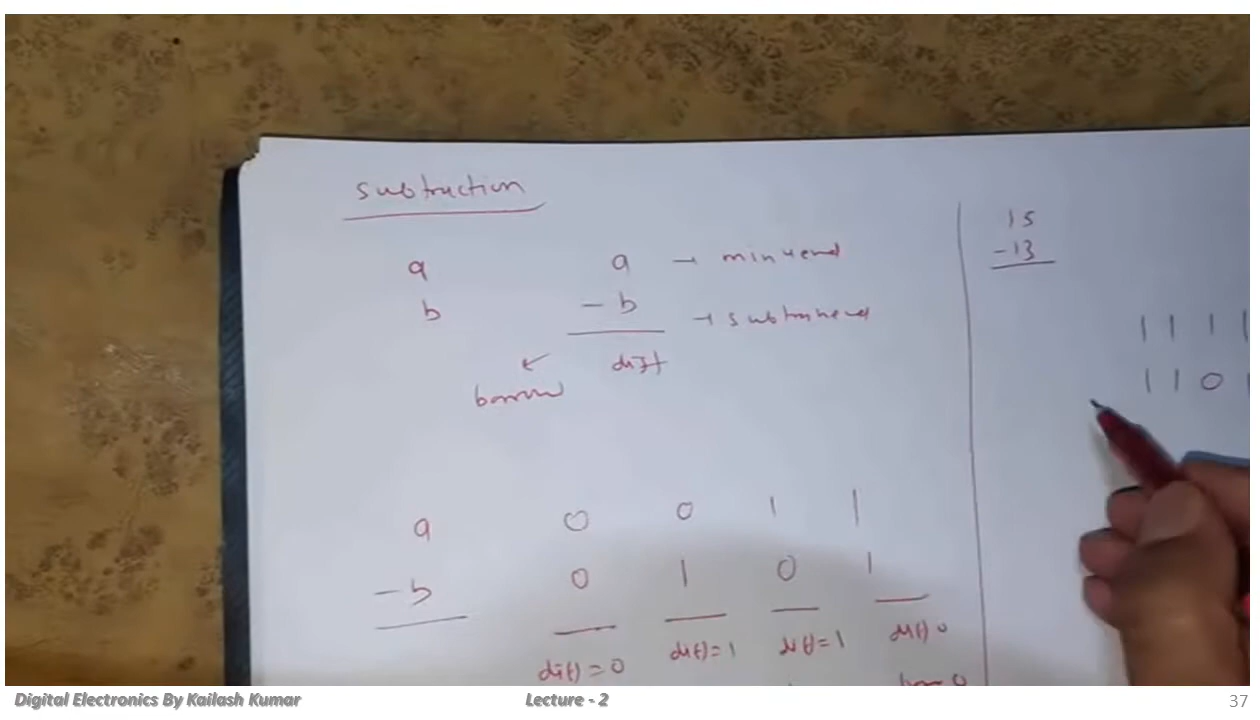 subtruction
a
b
a → minuend
- b → subtrahend
diff
borrow
a 0 0 1 1
- b 0 1 0 1
diff = 0 diff = 1 diff = 1 diff 0
15
- 13
1 1 1 1
1 1 0 1
Digital Electronics By Kailash Kumar
Lecture - 2
37